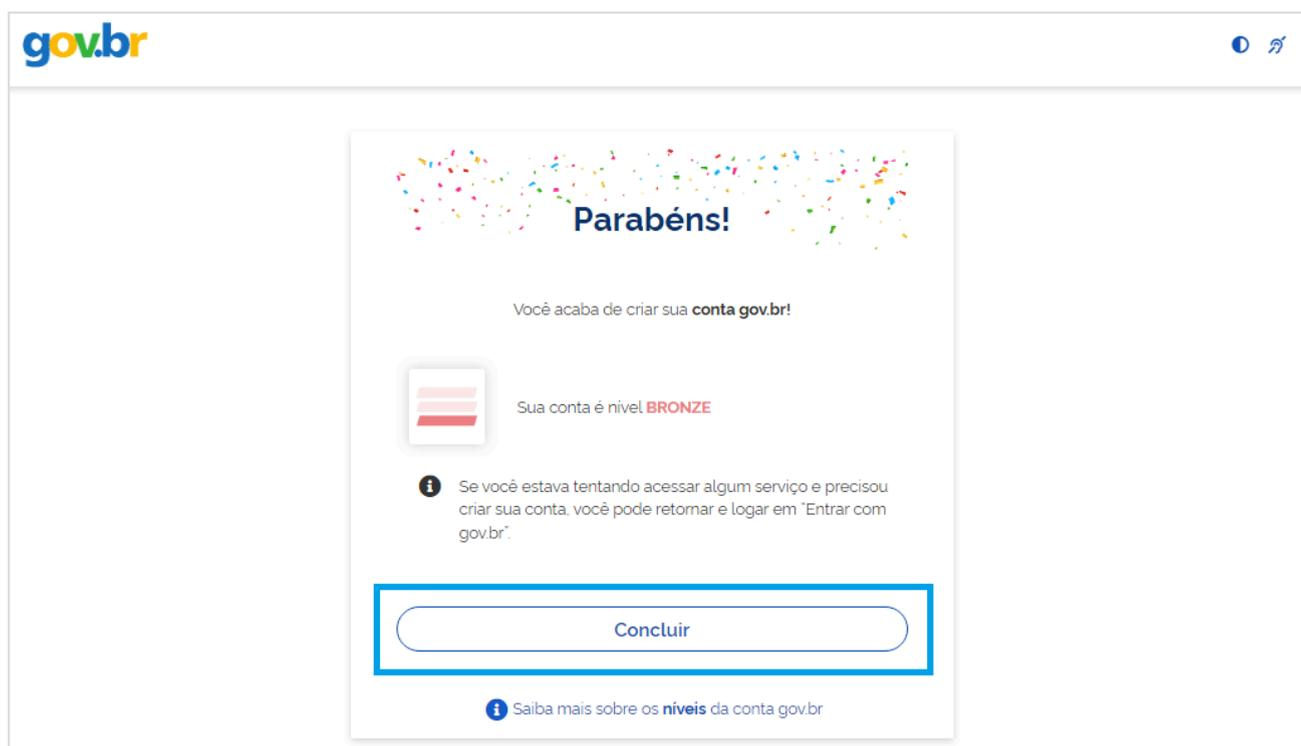 gov.br
Parabéns!
Você acaba de criar sua conta gov.br!
Sua conta é nível BRONZE
Se você estava tentando acessar algum serviço e precisou
criar sua conta, você pode retornar e logar em "Entrar com
gov.br".
Concluir
Saiba mais sobre os níveis da conta gov.br